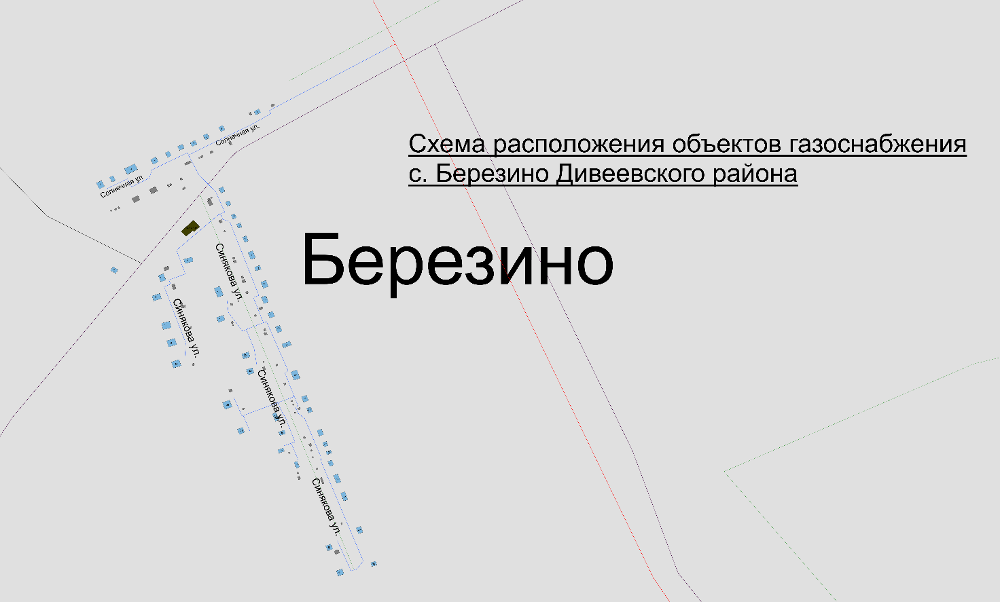 Солнечная ул.
Схема расположения объектов газоснабжения
с. Березино Дивеевского района
Солнечная ул
Березино
Синякова ул.
Синякова ул.
Синякова ул.
Синякова ул.